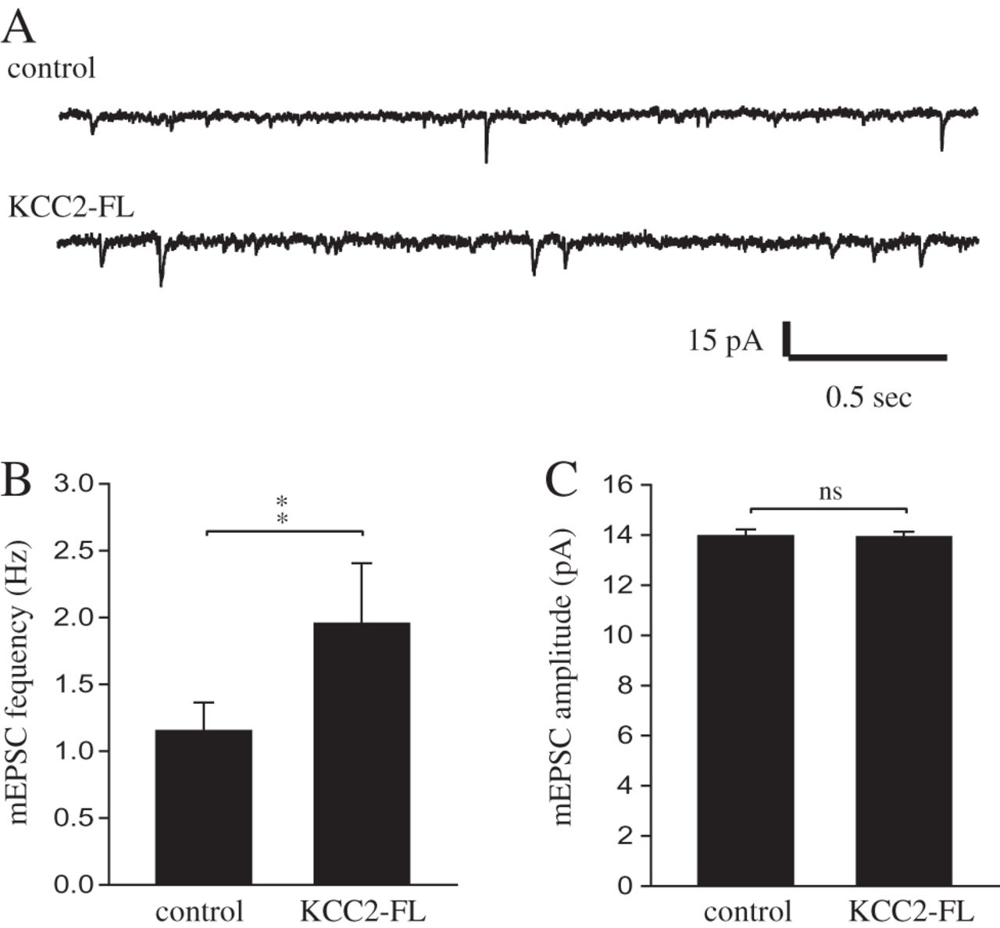 A
control
KCC2-FL
15 pA
0.5 sec
B
3.0
2.5
2.0
1.5
1.0
0.5
0.0
mEPSC fequency (Hz)
*
*
control
KCC2-FL
C
16
14
12
10
8
6
4
2
0
mEPSC amplitude (pA)
ns
control
KCC2-FL